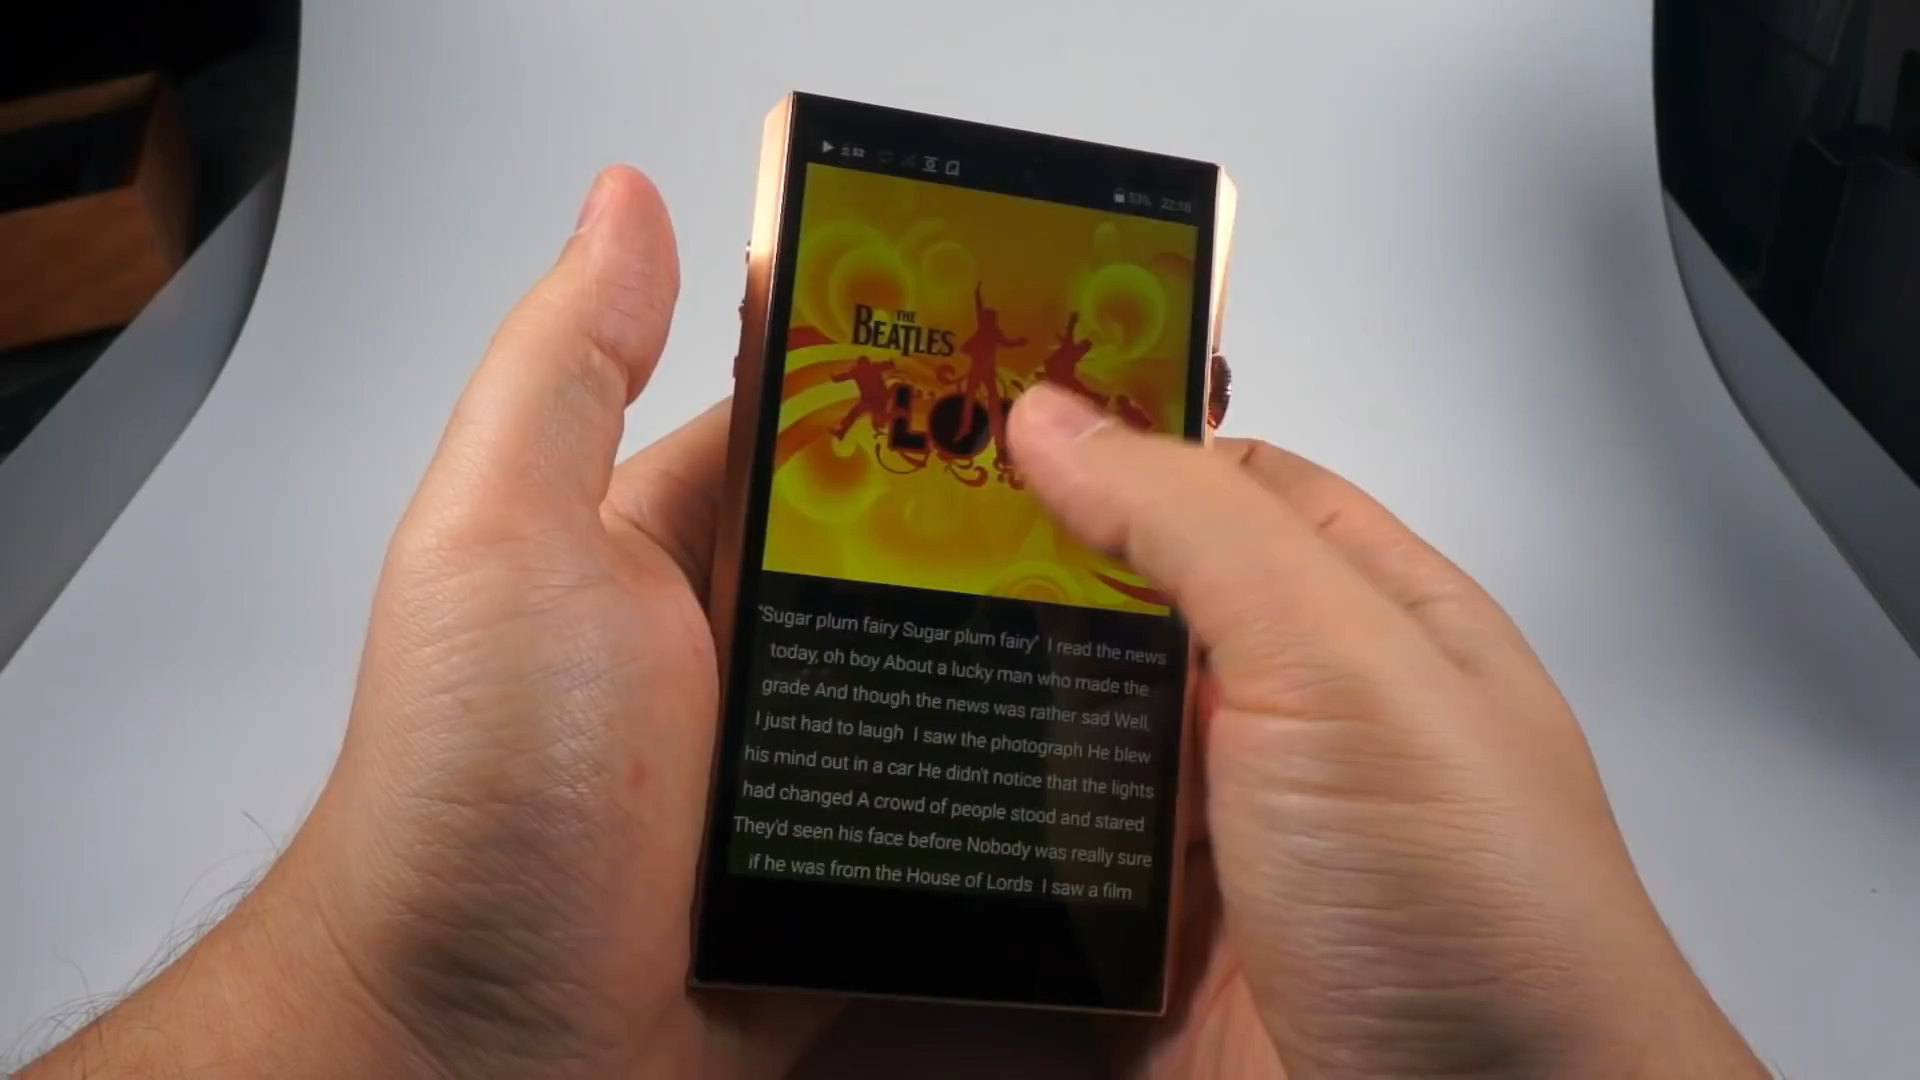 53% 22:16
THE
BEATLES
LO
"Sugar plum fairy Sugar plum fairy" I read the news
today, oh boy About a lucky man who made the
grade And though the news was rather sad Well,
I just had to laugh I saw the photograph He blew
his mind out in a car He didn't notice that the lights
had changed A crowd of people stood and stared
They'd seen his face before Nobody was really sure
if he was from the House of Lords I saw a film